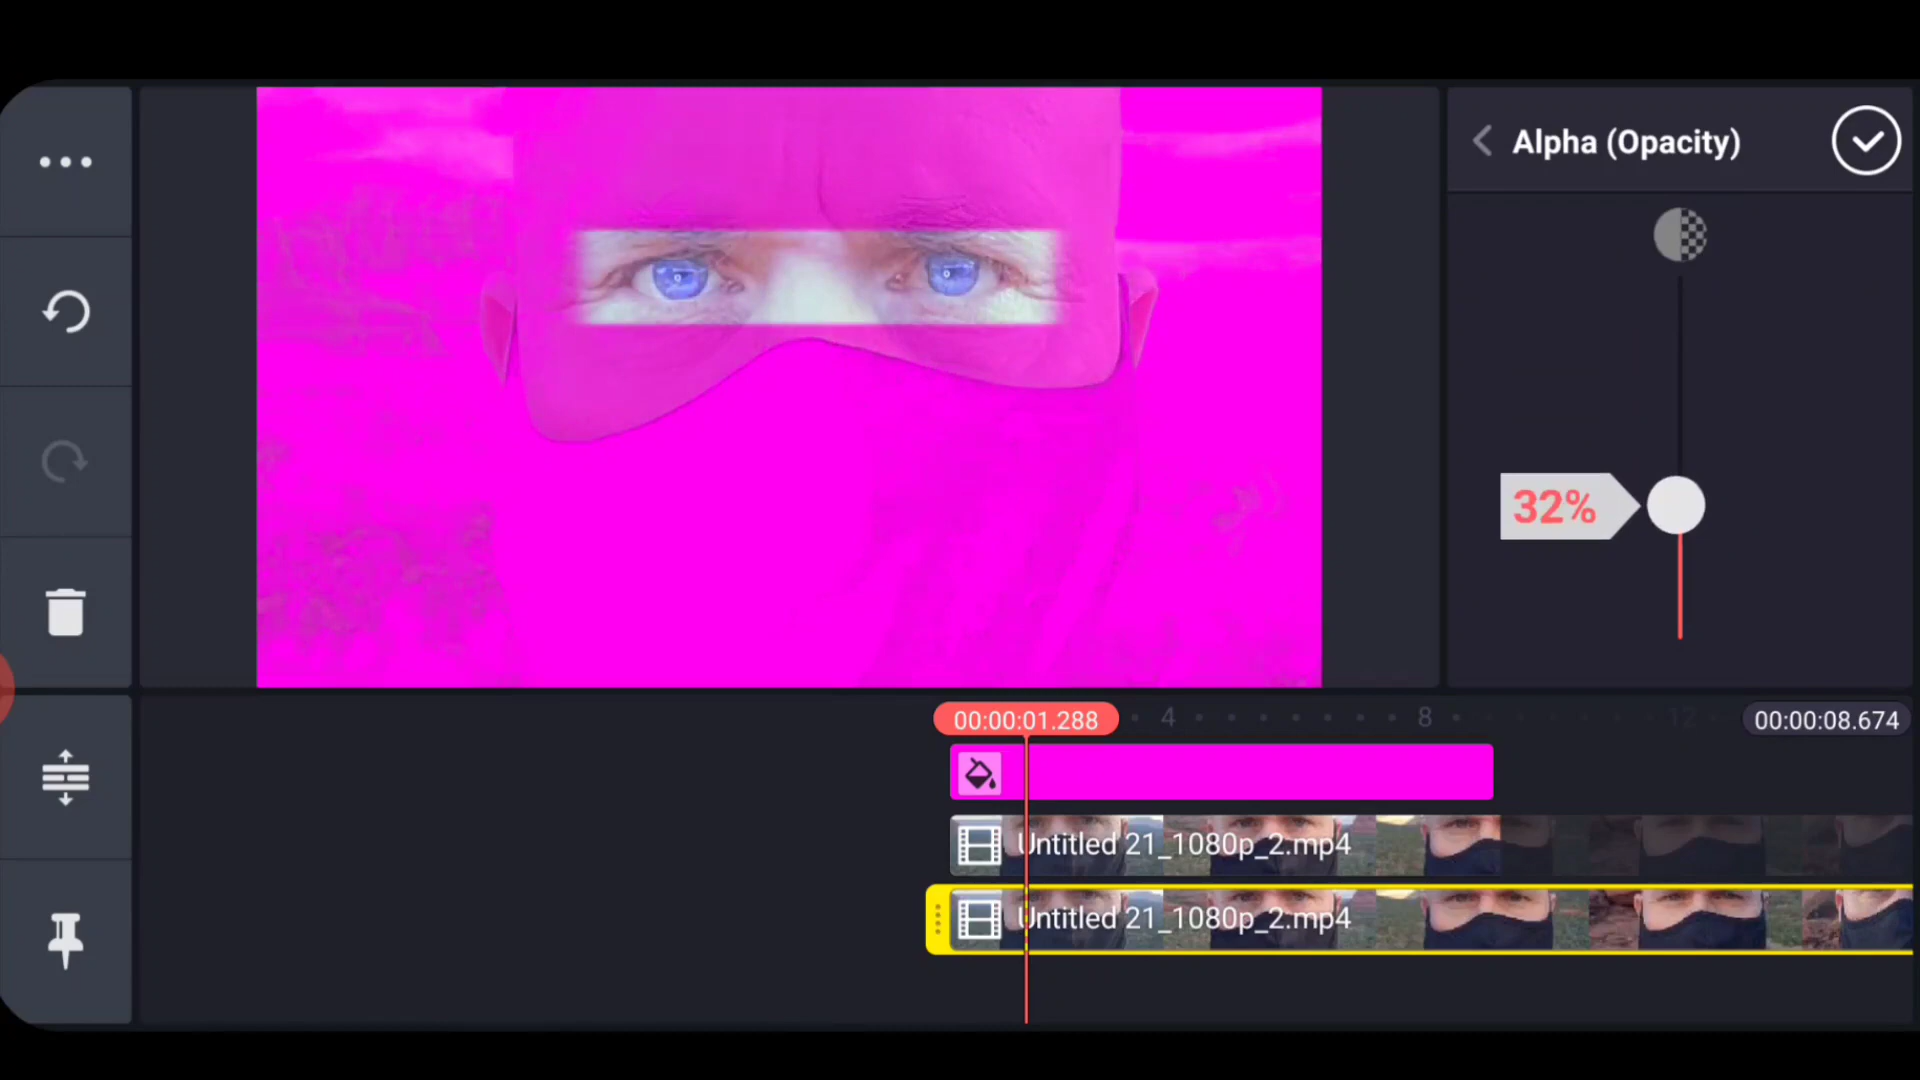 Alpha (Opacity)
32%
00:00:01.288
4
8
12
00:00:08.674
Untitled 21_1080p_2.mp4
Untitled 21_1080p_2.mp4